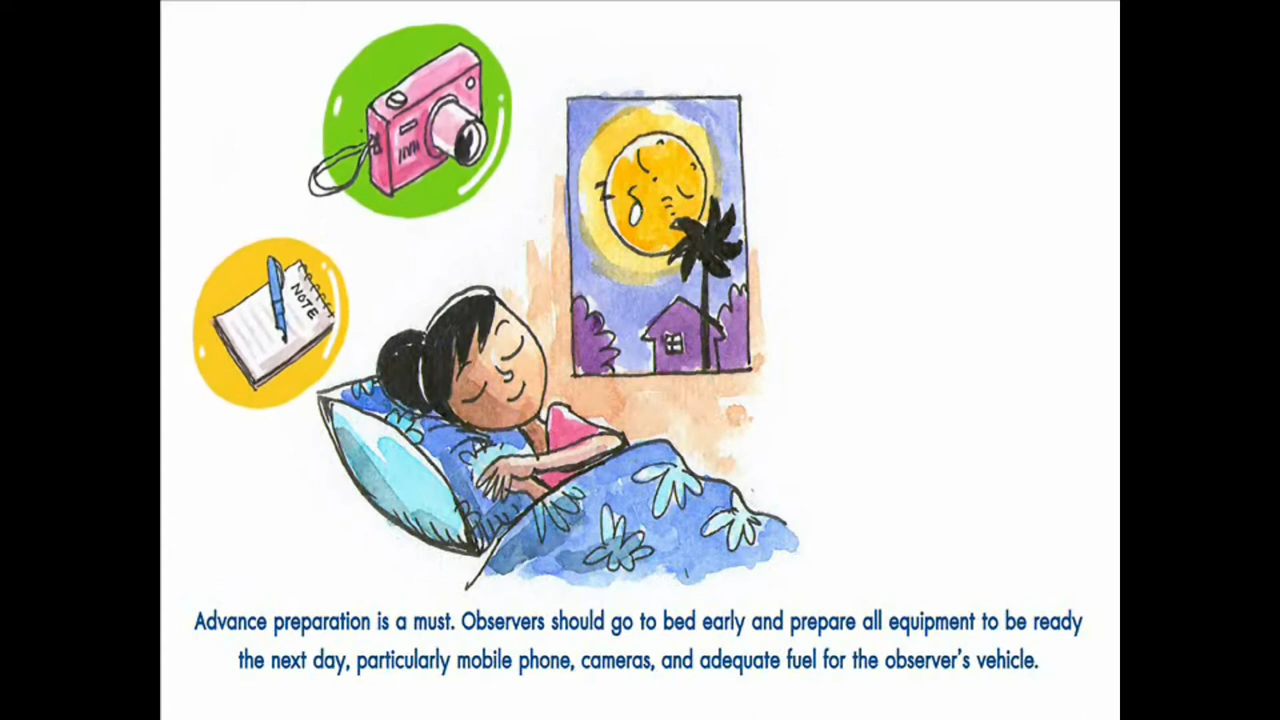 NOTE
Advance preparation is a must. Observers should go to bed early and prepare all equipment to be ready
the next day, particularly mobile phone, cameras, and adequate fuel for the observer's vehicle.